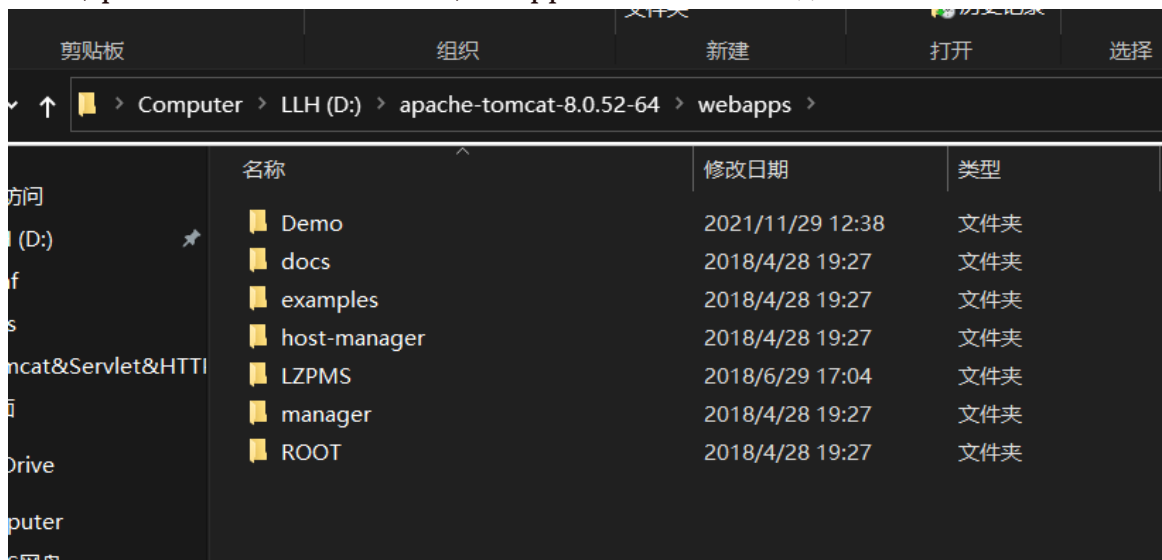 剪贴板 组织 新建 打开 选择
Computer > LLH (D:) > apache-tomcat-8.0.52-64 > webapps >
名称 修改日期 类型
访问
(D:)
Demo 2021/11/29 12:38 文件夹
docs 2018/4/28 19:27 文件夹
examples 2018/4/28 19:27 文件夹
host-manager 2018/4/28 19:27 文件夹
mcat&Servlet&HTT
LZPMS 2018/6/29 17:04 文件夹
manager 2018/4/28 19:27 文件夹
ROOT 2018/4/28 19:27 文件夹
Drive
puter